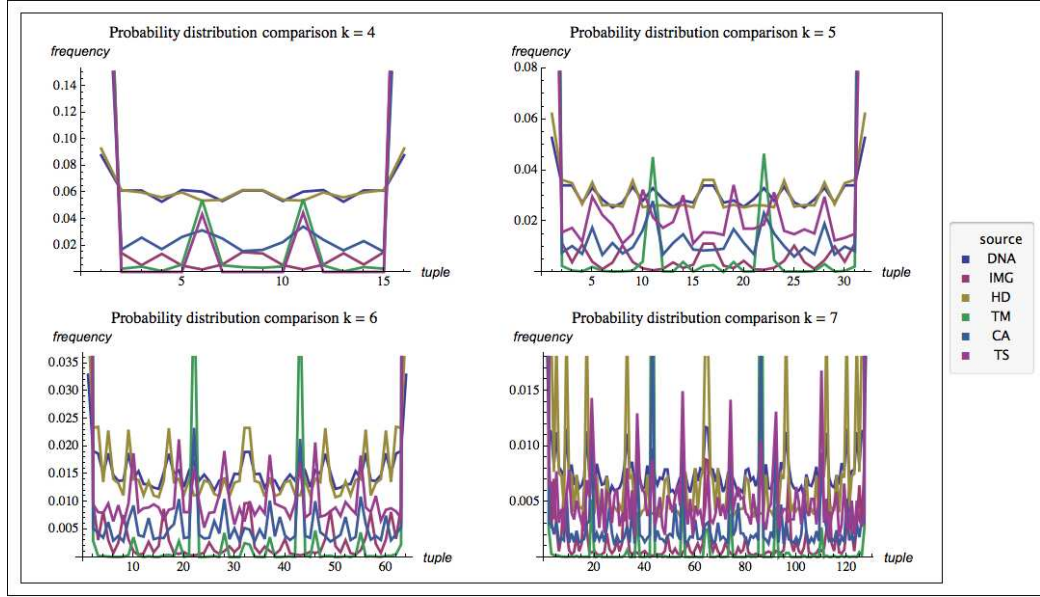 Probability distribution comparison k = 4
frequency
0.14
0.12
0.10
0.08
0.06
0.04
0.02
5
10
15
tuple
Probability distribution comparison k = 5
frequency
0.08
0.06
0.04
0.02
5
10
15
20
25
30
tuple
Probability distribution comparison k = 6
frequency
0.035
0.030
0.025
0.020
0.015
0.010
0.005
10
20
30
40
50
60
tuple
Probability distribution comparison k = 7
frequency
0.015
0.010
0.005
20
40
60
80
100
120
tuple
source
DNA
IMG
HD
TM
CA
TS